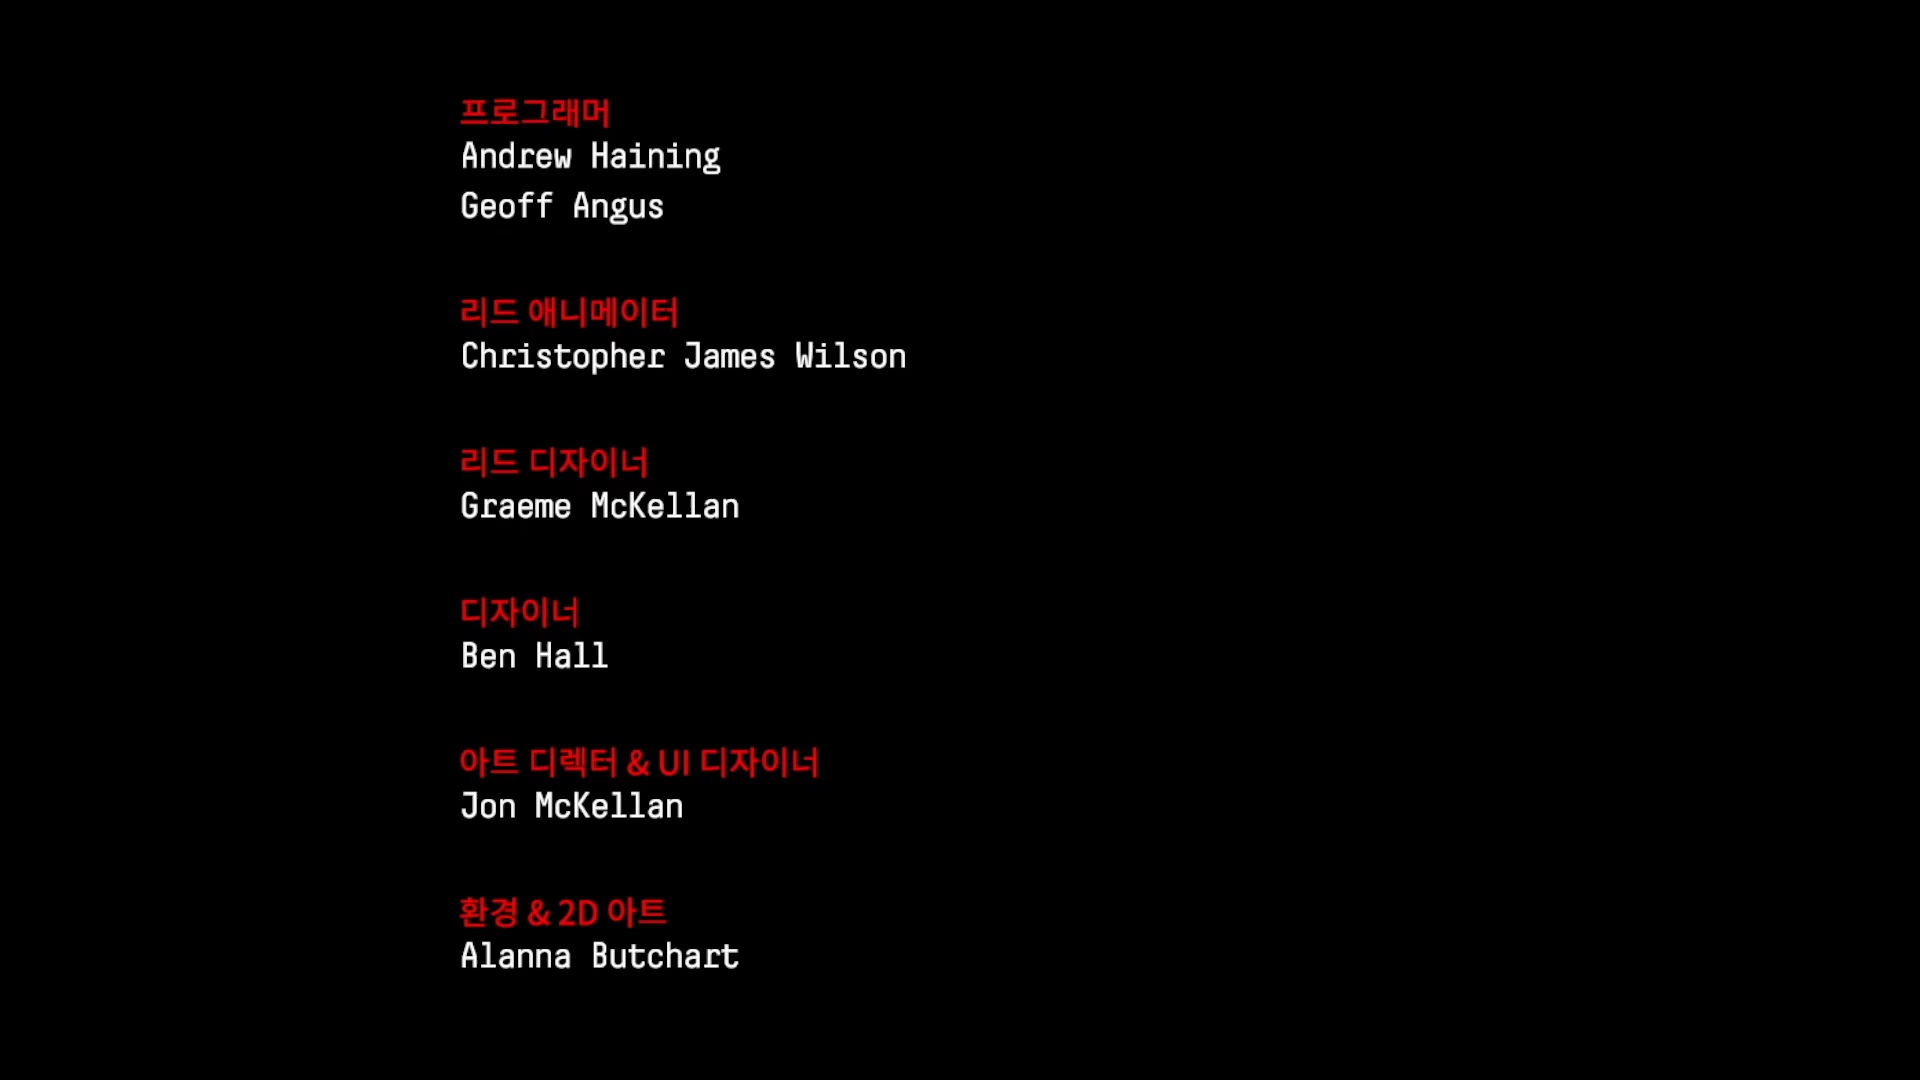 프로그래머
Andrew Haining
Geoff Angus
리드 애니메이터
Christopher James Wilson
리드 디자이너
Graeme McKellan
디자이너
Ben Hall
아트 디렉터 & UI 디자이너
Jon McKellan
환경 & 2D 아트
Alanna Butchart